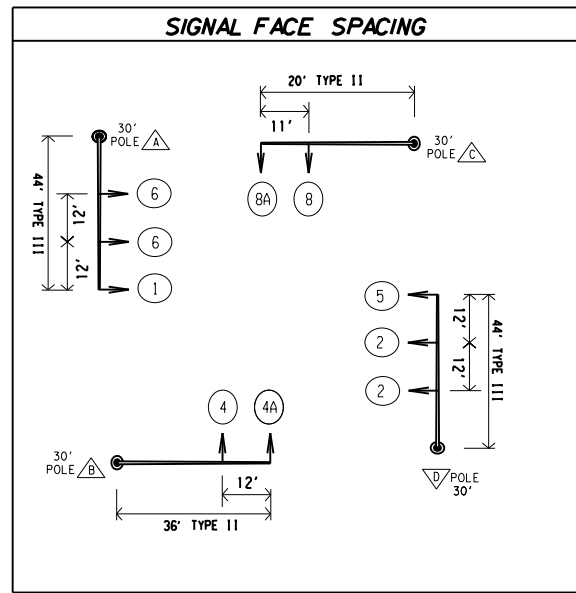 SIGNAL FACE SPACING
20' TYPE II
11'
30'
POLE A
30'
POLE C
44' TYPE III
12'
12'
6
6
1
8A
8
5
2
2
12'
12'
44' TYPE III
4
4A
30'
POLE B
12'
36' TYPE II
D POLE
30'